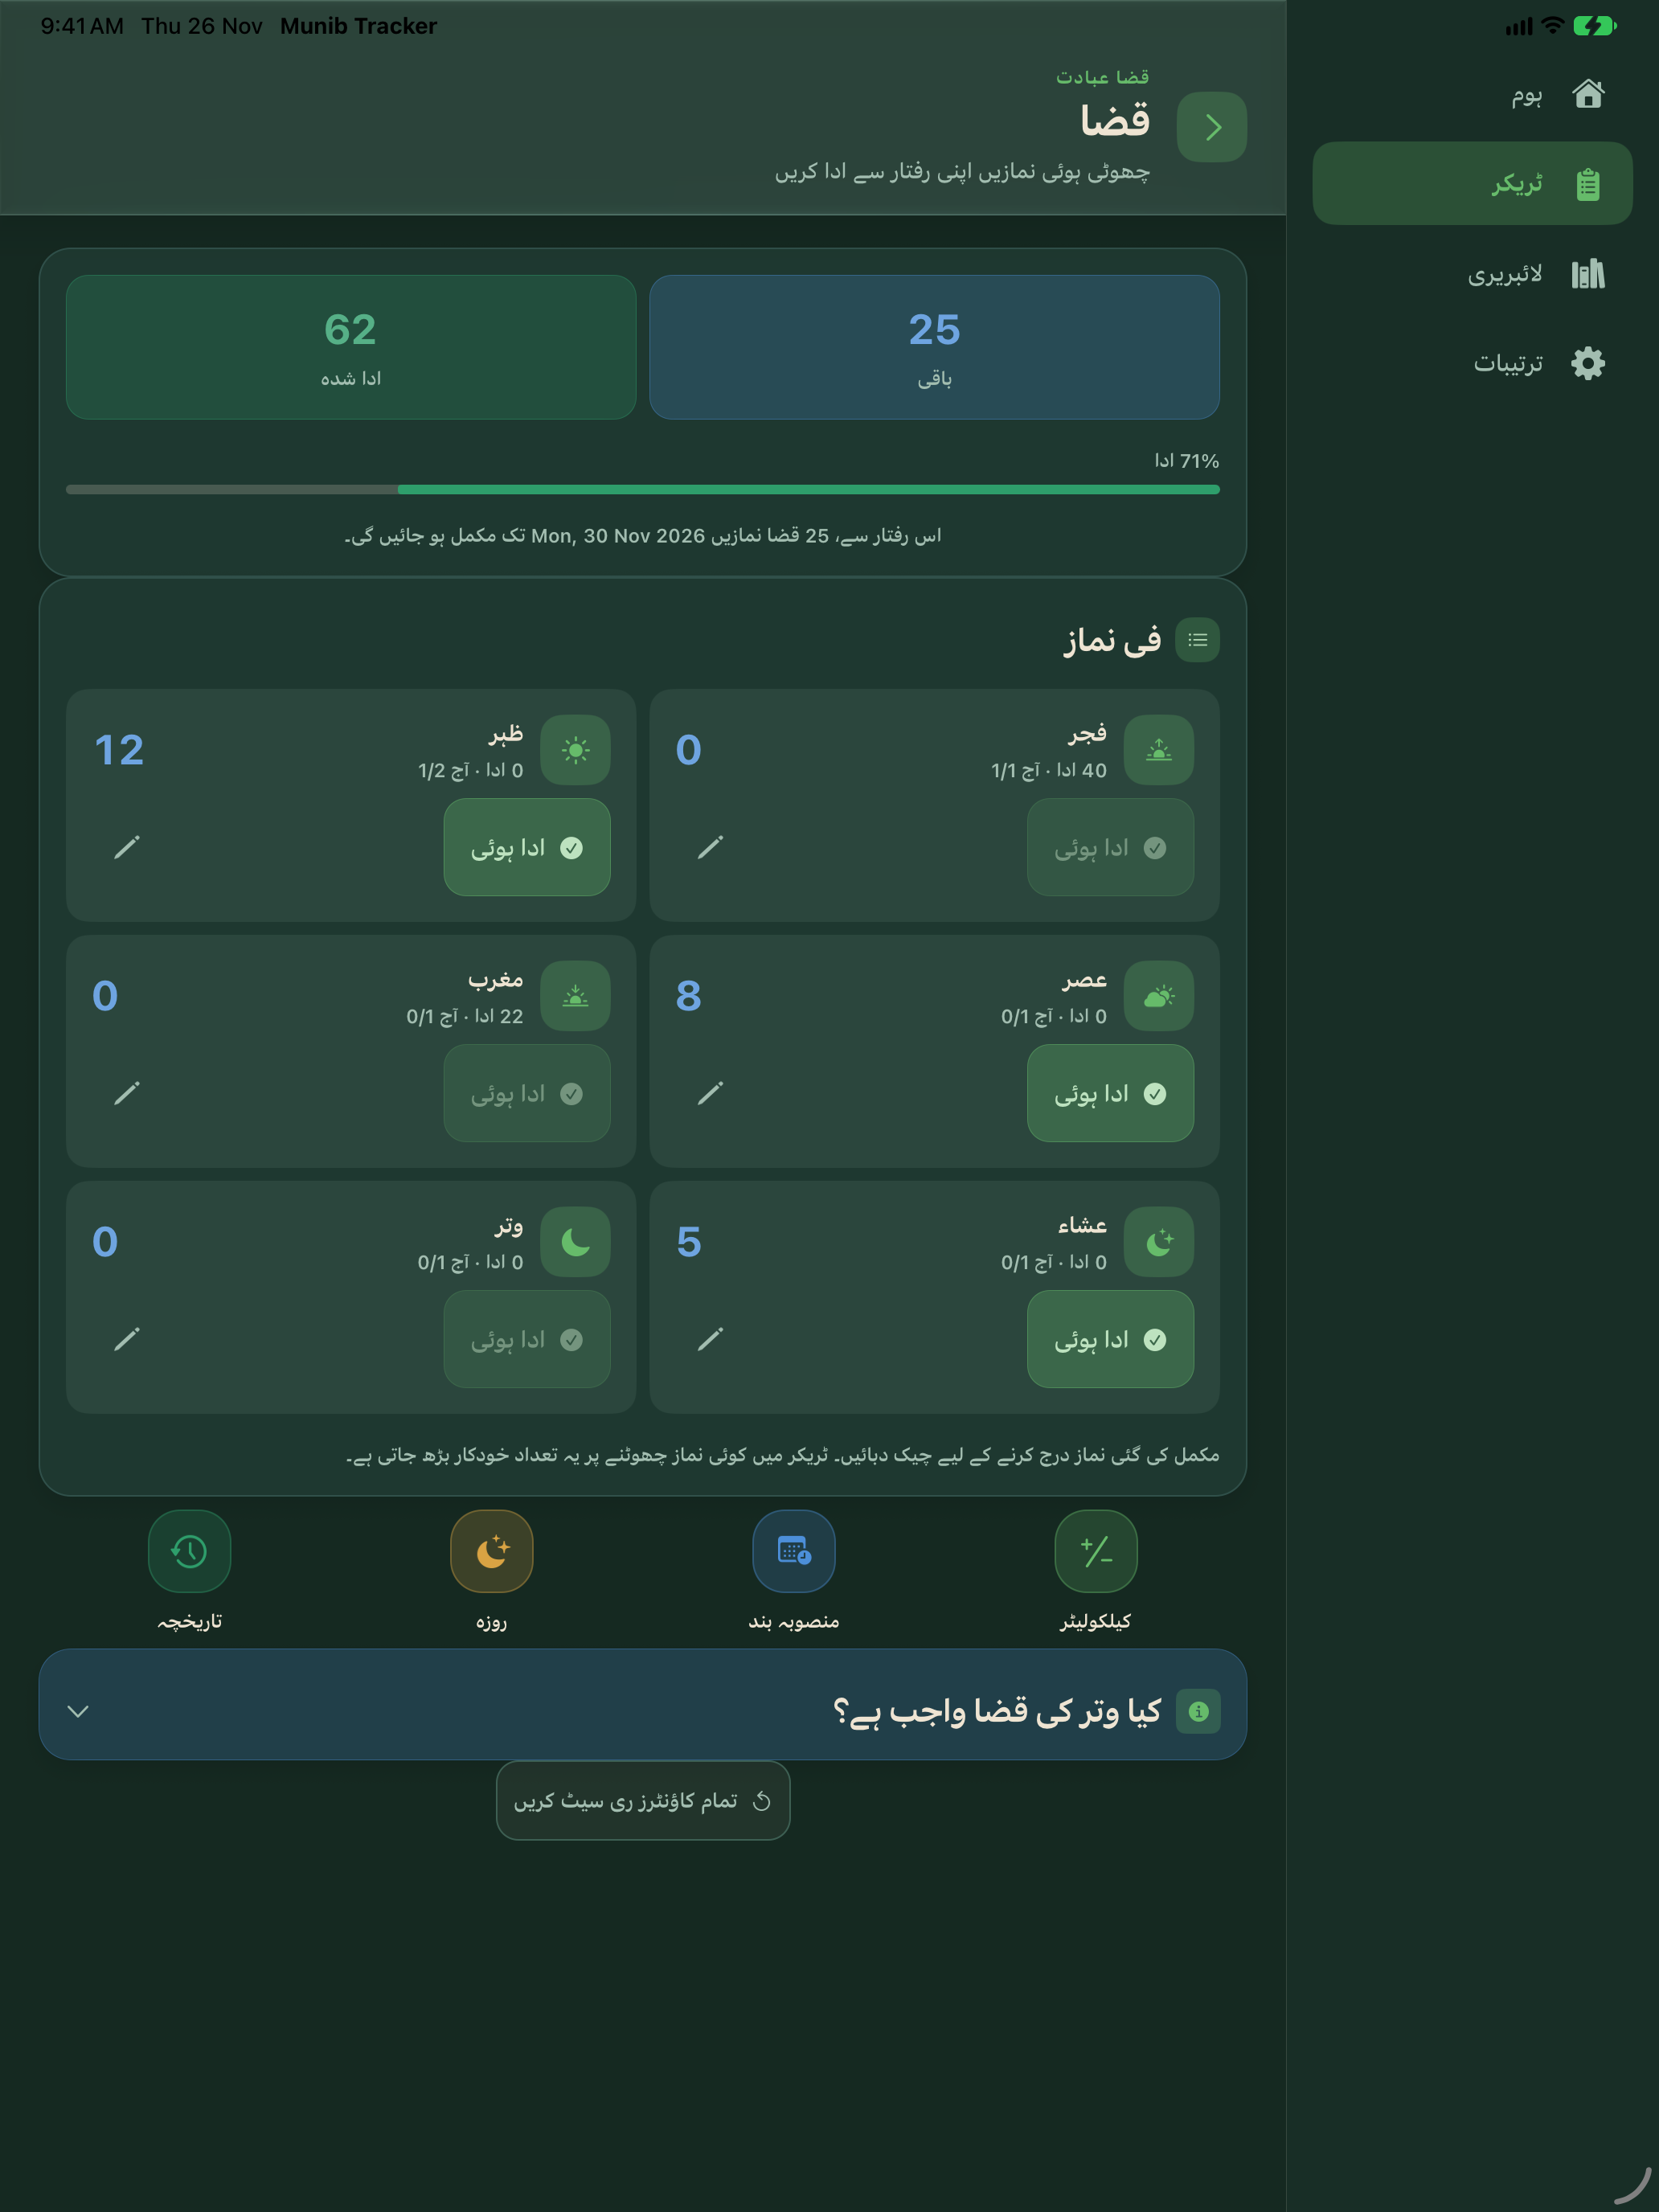 9:41 AM Thu 26 Nov Munib Tracker
ہوم
ٹریکر
لائبریری
ترتیبات
قضا عبادت
قضا
چھوٹی ہوئی نمازیں اپنی رفتار سے ادا کریں
25
باقی
62
ادا شدہ
71% ادا
اس رفتار سے، 25 قضا نمازیں Mon, 30 Nov 2026 تک مکمل ہو جائیں گی۔
فی نماز
فجر
40 ادا · آج 1/1
0
ادا ہوئی
ظہر
0 ادا · آج 1/2
12
ادا ہوئی
عصر
0 ادا · آج 0/1
8
ادا ہوئی
مغرب
22 ادا · آج 0/1
0
ادا ہوئی
عشاء
0 ادا · آج 0/1
5
ادا ہوئی
وتر
0 ادا · آج 0/1
0
ادا ہوئی
مکمل کی گئی نماز درج کرنے کے لیے چیک دبائیں۔ ٹریکر میں کوئی نماز چھوٹنے پر یہ تعداد خودکار بڑھ جاتی ہے۔
کیلکولیٹر
منصوبہ بند
روزہ
تاریخچہ
کیا وتر کی قضا واجب ہے؟
تمام کاؤنٹرز ری سیٹ کریں